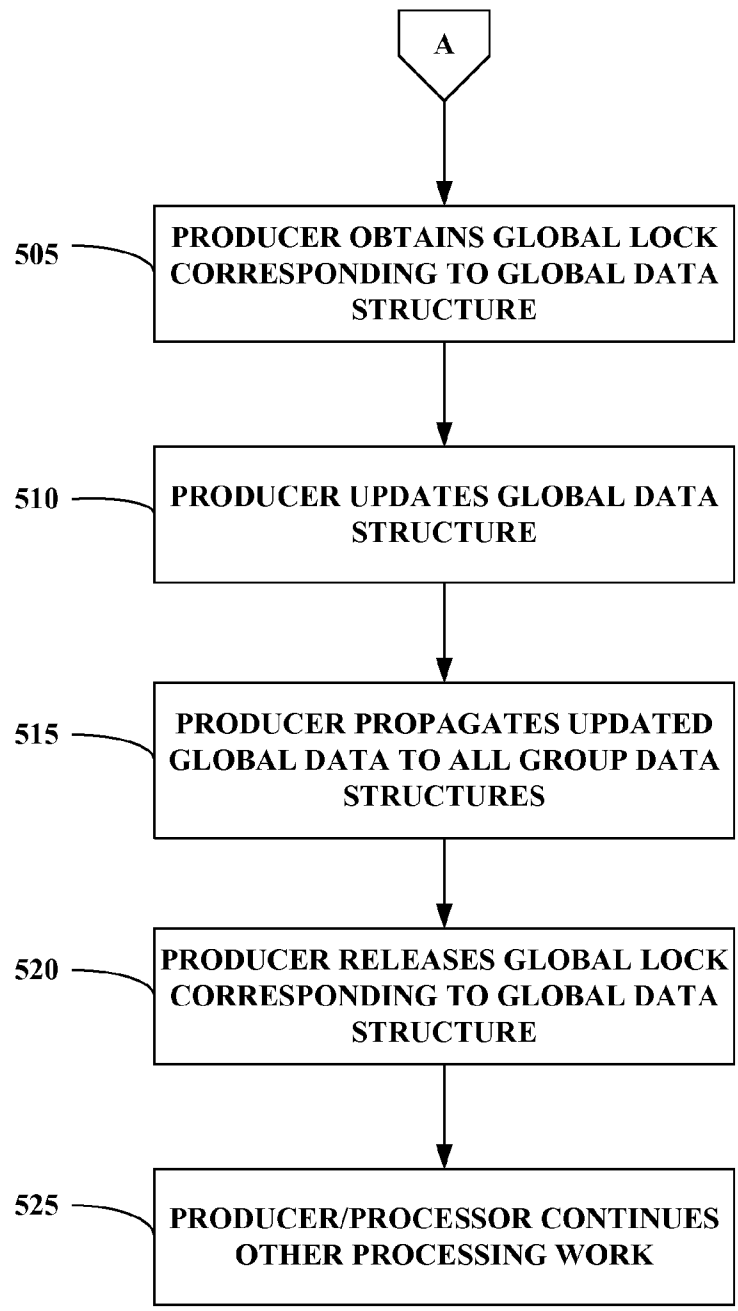 A
505
PRODUCER OBTAINS GLOBAL LOCK
CORRESPONDING TO GLOBAL DATA
STRUCTURE
510
PRODUCER UPDATES GLOBAL DATA
STRUCTURE
515
PRODUCER PROPAGATES UPDATED
GLOBAL DATA TO ALL GROUP DATA
STRUCTURES
520
PRODUCER RELEASES GLOBAL LOCK
CORRESPONDING TO GLOBAL DATA
STRUCTURE
525
PRODUCER/PROCESSOR CONTINUES
OTHER PROCESSING WORK